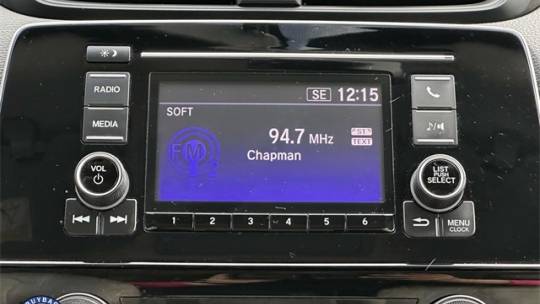 SE 12:15
RADIO
SOFT
94.7 MHz ST
MEDIA
TEXT
FM
Chapman
VOL
LIST
PUSH
SELECT
1 2 3 4 5 6
MENU
CLOCK
BUYBACK